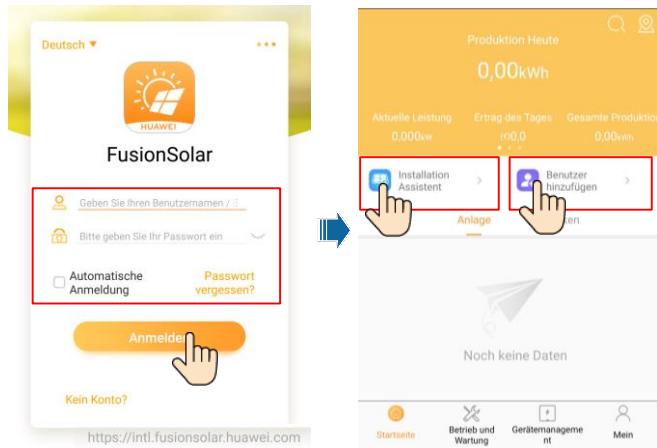 Deutsch ▼
HUAWEI
FusionSolar
Geben Sie Ihren Benutzernamen /
Bitte geben Sie Ihr Passwort ein
Automatische
Anmeldung
Passwort
vergessen?
Kein Konto?
https://intl.fusionsolar.huawei.com
Produktion Heute
0,00kWh
Aktuelle Leistung
Ertrag des Tages
Gesamte Produktion
0,000kW
0,00kWh
Installation
Assistent
Benutzer
hinzufügen
Anlage
Noch keine Daten
Startseite
Betrieb und
Wartung
Gerätemanageme
nt
Mein